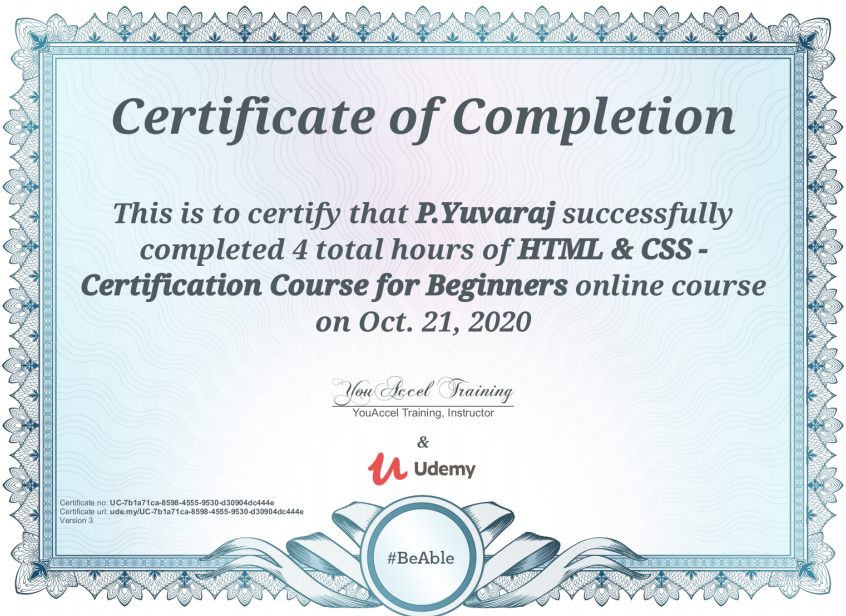 Certificate of Completion
This is to certify that P.Yuvaraj successfully
completed 4 total hours of HTML & CSS -
Certification Course for Beginners online course
on Oct. 21, 2020
You Accel Training
YouAccel Training, Instructor
&
Udemy
Certificate no: UC-7b1a71ca-8598-4555-9530-d30904dc444e
Certificate url: ude.my/UC-7b1a71ca-8598-4555-9530-d30904dc444e
Version 3
#BeAble